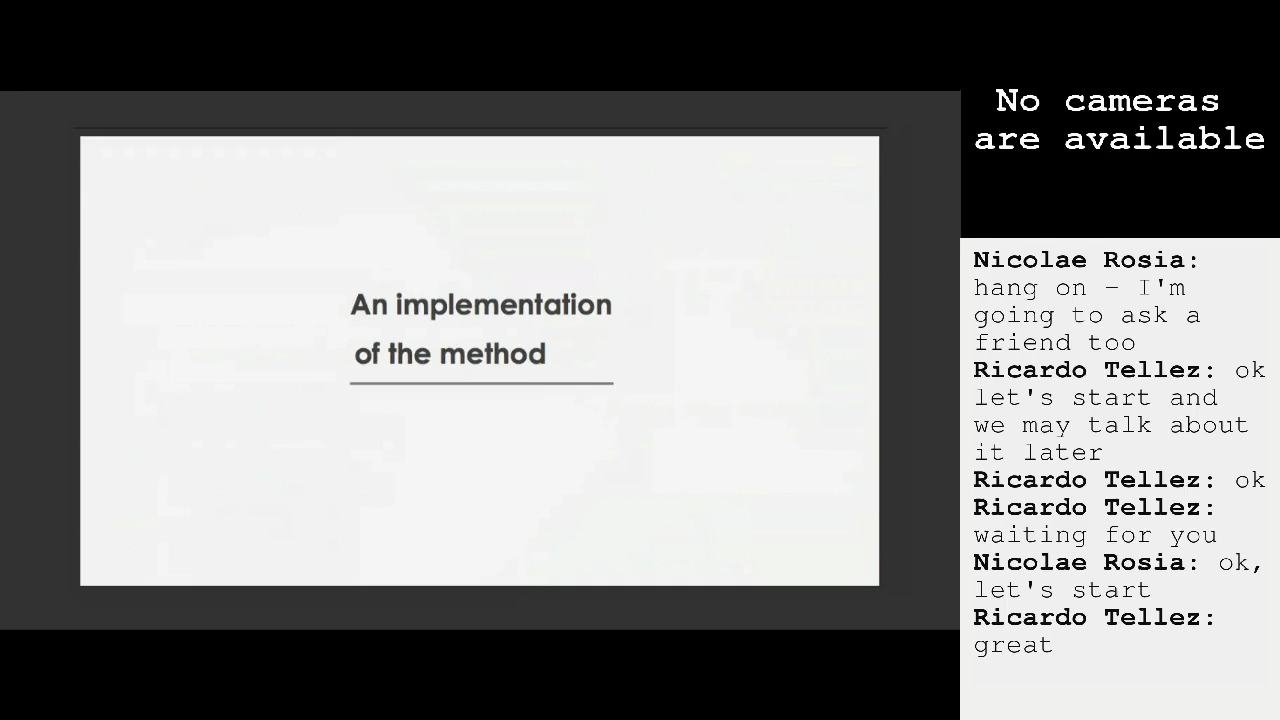 An implementation
of the method
No cameras
are available
Nicolae Rosia:
hang on – I'm
going to ask a
friend too
Ricardo Tellez: ok
let's start and
we may talk about
it later
Ricardo Tellez: ok
Ricardo Tellez:
waiting for you
Nicolae Rosia: ok,
let's start
Ricardo Tellez:
great